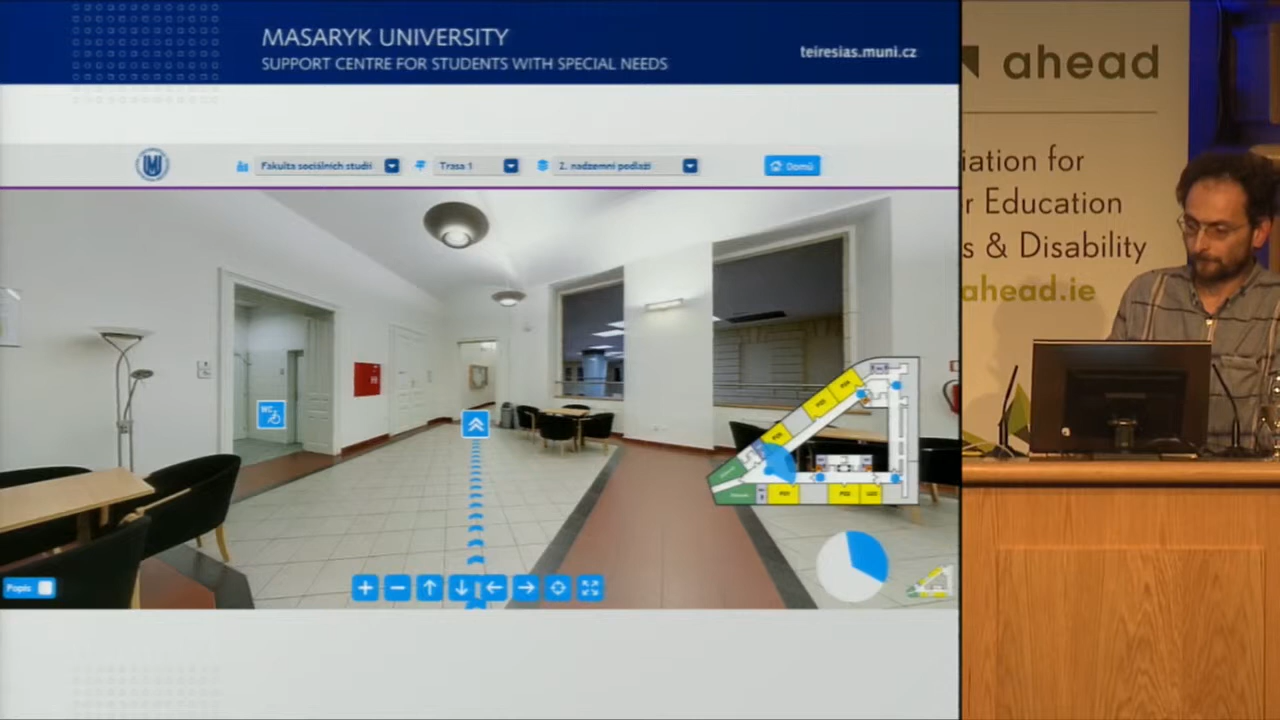 MASARYK UNIVERSITY
SUPPORT CENTRE FOR STUDENTS WITH SPECIAL NEEDS
teiresias.muni.cz
Fakulta sociálních studií
Trasa 1
2. nadzemní podlaží
Domů
WC
Popis
ahead
iation for
r Education
s & Disability
ahead.ie